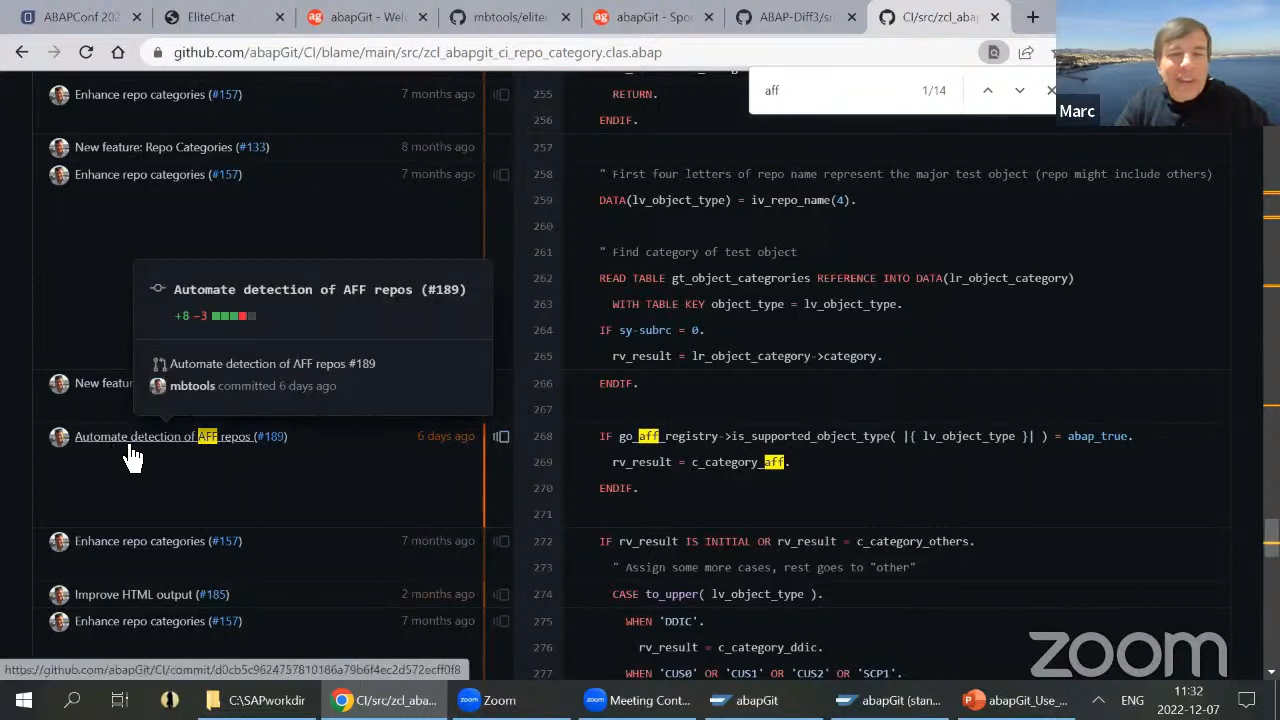 ABAPConf 202
EliteChat
abapGit - Wel
mbtools/eliter
abapGit - Spo
ABAP-Diff3/sr
CI/src/zcl_aba
github.com/abapGit/CI/blame/main/src/zcl_abapgit_ci_repo_category.clas.abap
aff
1/14
Marc
Enhance repo categories (#157)
7 months ago
255
RETURN.
256
ENDIF.
New feature: Repo Categories (#133)
8 months ago
257
Enhance repo categories (#157)
7 months ago
258
" First four letters of repo name represent the major test object (repo might include others)
259
DATA(lv_object_type) = iv_repo_name(4).
260
261
" Find category of test object
262
READ TABLE gt_object_categrories REFERENCE INTO DATA(lr_object_category)
263
WITH TABLE KEY object_type = lv_object_type.
264
IF sy-subrc = 0.
265
rv_result = lr_object_category->category.
Automate detection of AFF repos (#189)
+8 −3
Automate detection of AFF repos #189
mbtools committed 6 days ago
New featur
266
ENDIF.
267
Automate detection of AFF repos (#189)
6 days ago
268
IF go_aff_registry->is_supported_object_type( |{ lv_object_type }| ) = abap_true.
269
rv_result = c_category_aff.
270
ENDIF.
271
Enhance repo categories (#157)
7 months ago
272
IF rv_result IS INITIAL OR rv_result = c_category_others.
273
" Assign some more cases, rest goes to "other"
Improve HTML output (#185)
2 months ago
274
CASE to_upper( lv_object_type ).
Enhance repo categories (#157)
7 months ago
275
WHEN 'DDIC'.
276
rv_result = c_category_ddic.
277
WHEN 'CUS0' OR 'CUS1' OR 'CUS2' OR 'SCP1'.
https://github.com/abapGit/CI/commit/d0cb5c9624757810186a79b6f4ec2d572ecff0f8
zoom
C:\SAPworkdir
CI/src/zcl_aba...
Zoom
Meeting Cont...
abapGit
abapGit (stan...
abapGit_Use_...
ENG
11:32
2022-12-07